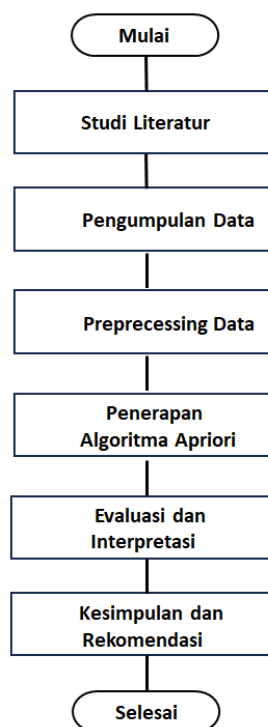 Mulai
Studi Literatur
Pengumpulan Data
Preprecessing Data
Penerapan
Algoritma Apriori
Evaluasi dan
Interpretasi
Kesimpulan dan
Rekomendasi
Selesai